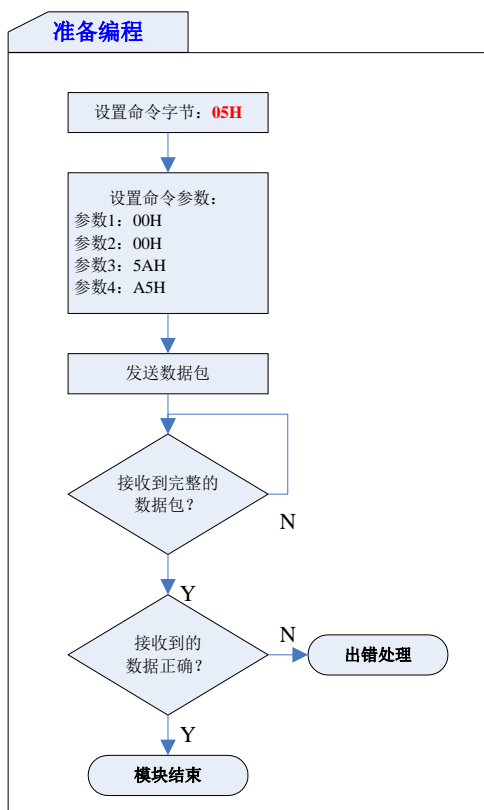 准备编程
设置命令字节：05H
设置命令参数：
参数1：00H
参数2：00H
参数3：5AH
参数4：A5H
发送数据包
接收到完整的
数据包？
N
Y
接收到的
数据正确？
N
出错处理
Y
模块结束